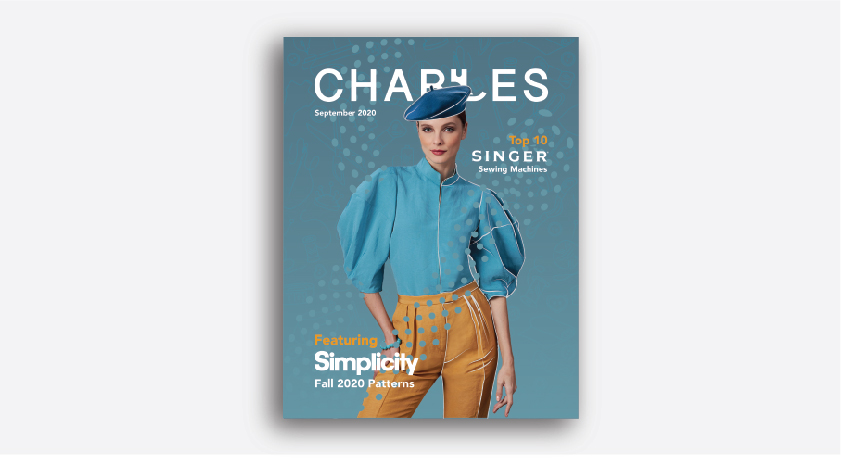 CHARLES
September 2020
Top 10
SINGER
Sewing Machines
Featuring
Simplicity
Fall 2020 Patterns